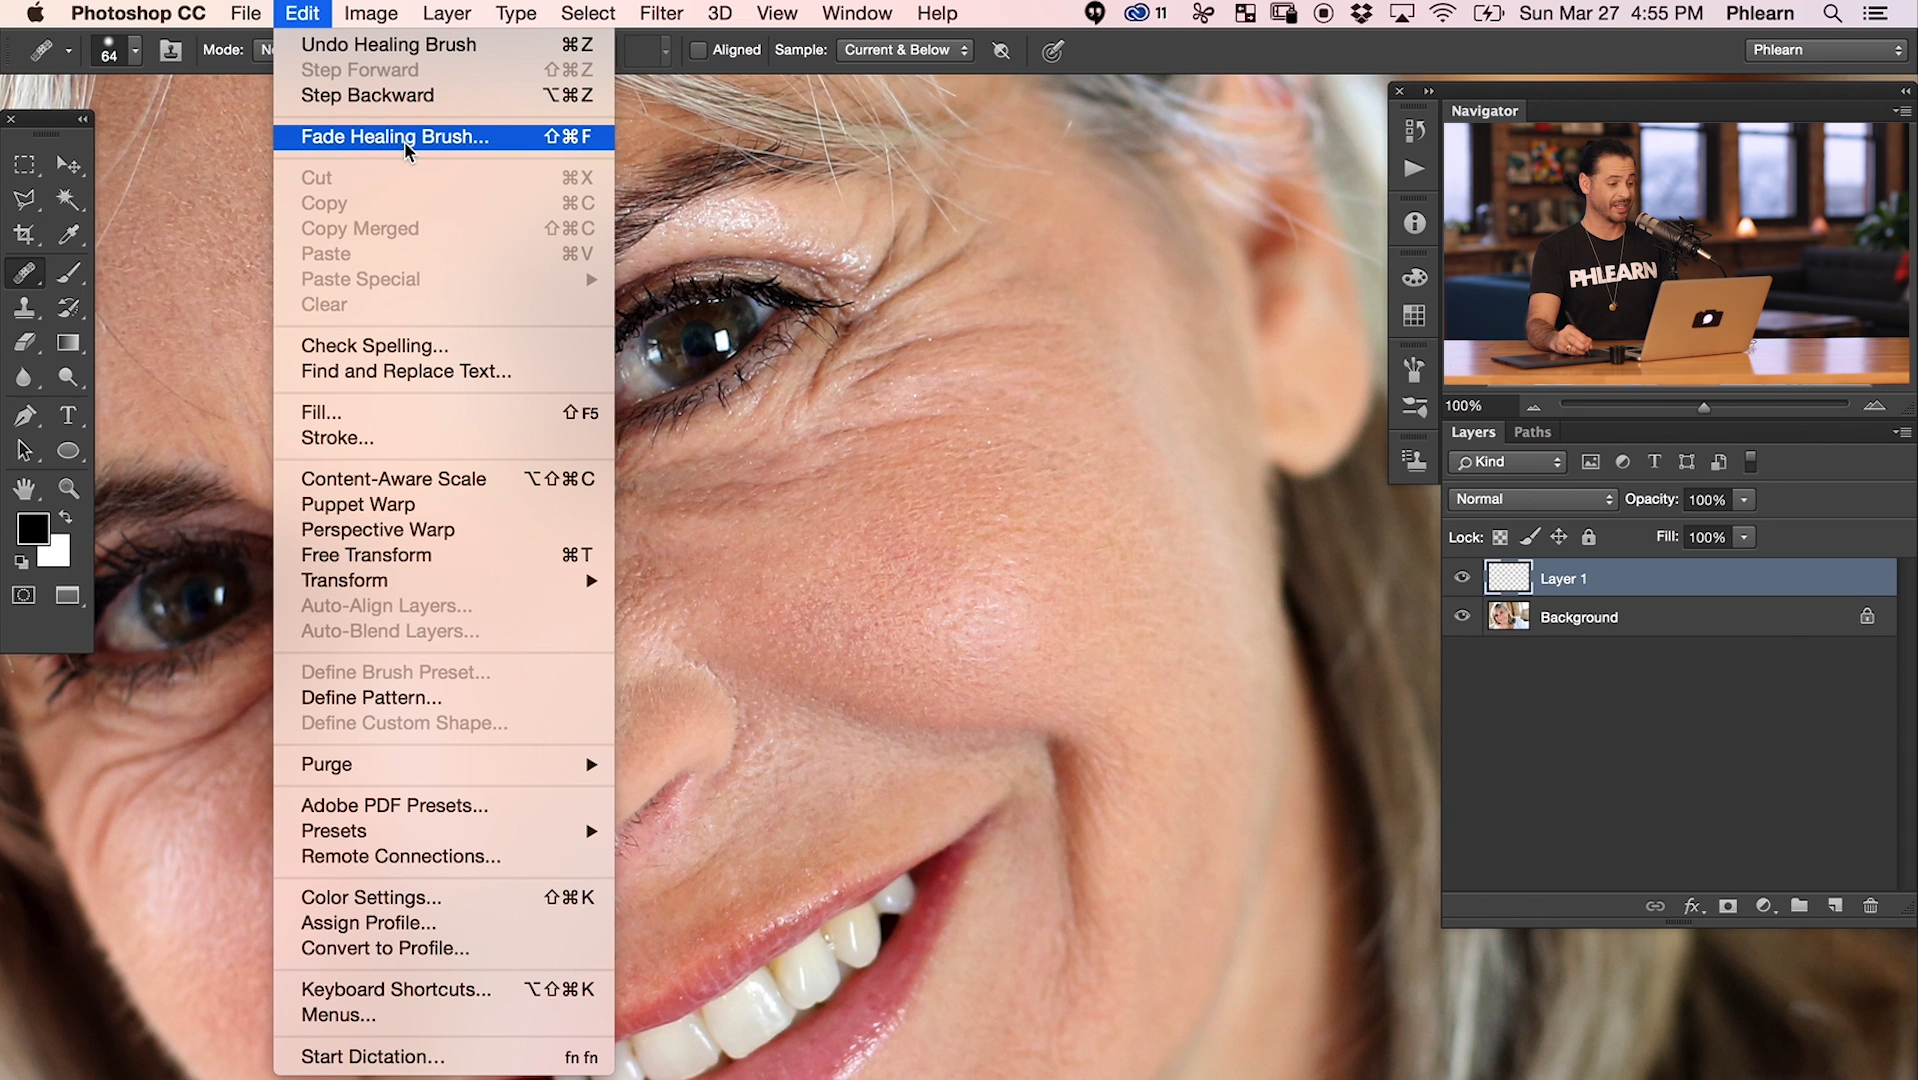 Photoshop CC File Edit Image Layer Type Select Filter 3D View Window Help 11 Sun Mar 27 4:55 PM Phlearn
64 Mode: Aligned Sample: Current & Below Phlearn
Undo Healing Brush ⌘Z
Step Forward ⇧⌘Z
Step Backward ⌥⌘Z
Fade Healing Brush... ⇧⌘F
Cut ⌘X
Copy ⌘C
Copy Merged ⇧⌘C
Paste ⌘V
Paste Special
Clear
Check Spelling...
Find and Replace Text...
Fill... ⇧F5
Stroke...
Content-Aware Scale ⌥⇧⌘C
Puppet Warp
Perspective Warp
Free Transform ⌘T
Transform
Auto-Align Layers...
Auto-Blend Layers...
Define Brush Preset...
Define Pattern...
Define Custom Shape...
Purge
Adobe PDF Presets...
Presets
Remote Connections...
Color Settings... ⇧⌘K
Assign Profile...
Convert to Profile...
Keyboard Shortcuts... ⌥⇧⌘K
Menus...
Start Dictation... fn fn
Navigator
PHLEARN
100%
Layers Paths
Kind
Normal Opacity: 100%
Lock: Fill: 100%
Layer 1
Background